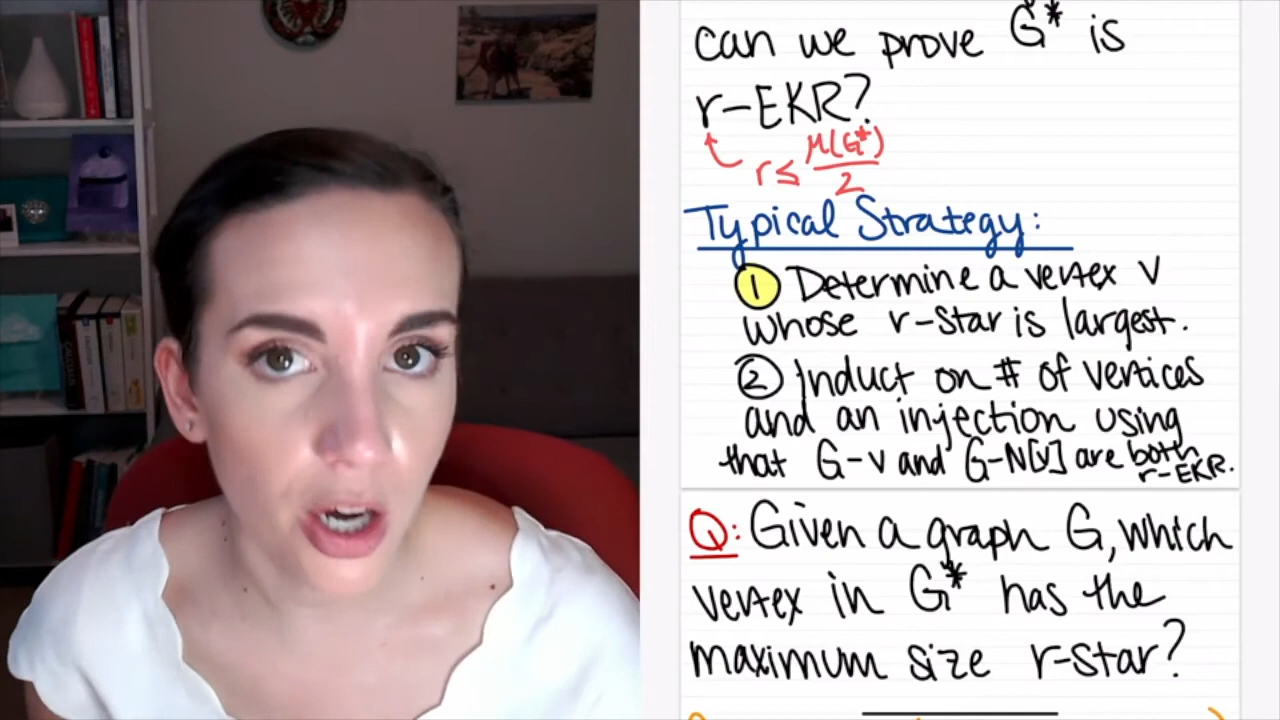 can we prove G* is
r-EKR?
r ≤ μ(G*)/2
Typical Strategy:
① Determine a vertex v
whose r-star is largest.
② Induct on # of vertices
and an injection using
that G-v and G-N[v] are both
r-EKR.
Q: Given a graph G, which
vertex in G* has the
maximum size r-star?